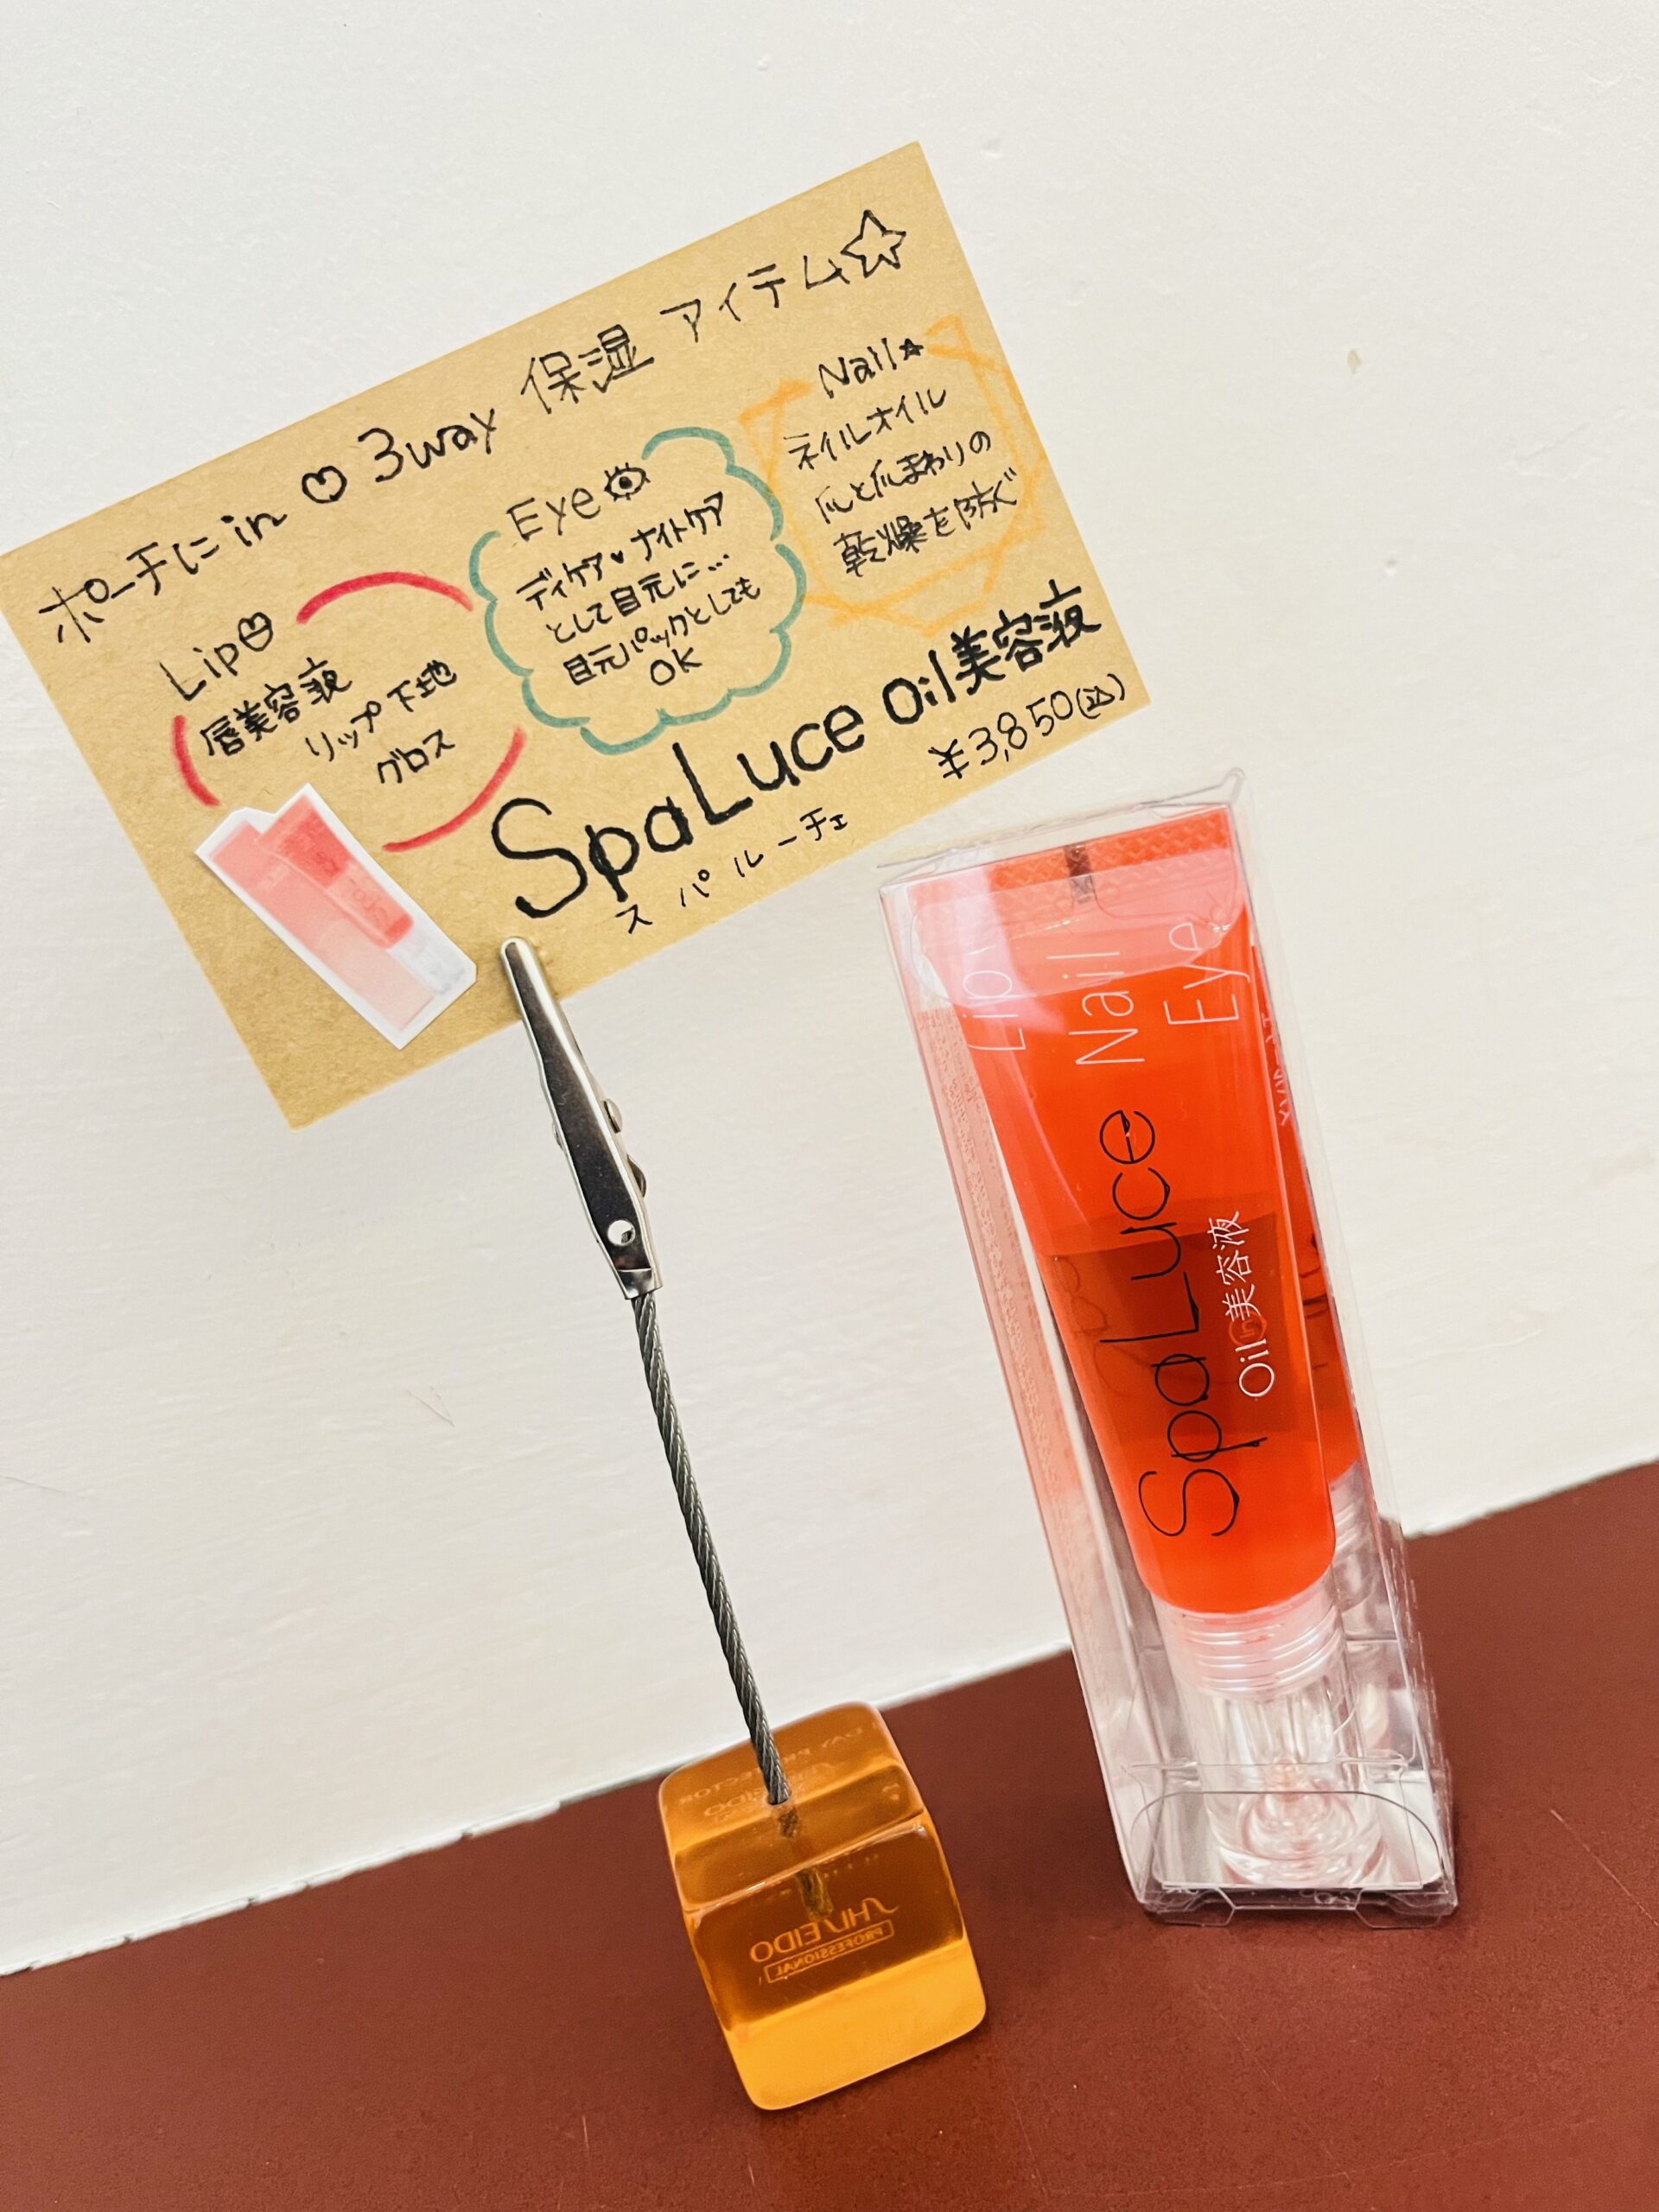 ポーチに in ♡ 3way 保湿 アイテム☆
Lip
唇美容液
リップ下地
グロス
Eye
デイケア♥ナイトケア
として目元に…
目元パックとしても
OK
Nail★
ネイルオイル
爪と爪まわりの
乾燥を防ぐ
SpaLuce Oil美容液
スパルーチェ
¥3,850(込)
Lip
Nail
Eye
SpaLuce
Oil in 美容液
SHISEIDO
PROFESSIONAL